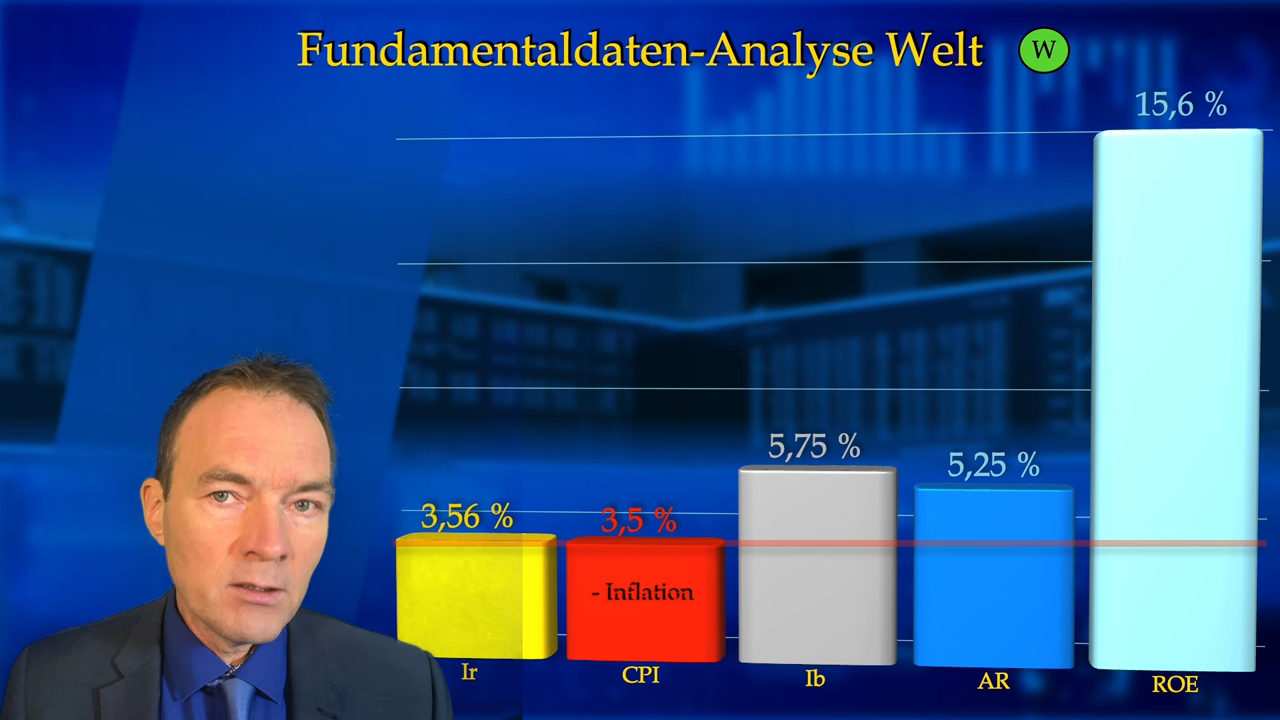 Fundamentaldaten-Analyse Welt W
15,6 %
5,75 %
5,25 %
3,56 %
3,5 %
- Inflation
Ir
CPI
Ib
AR
ROE